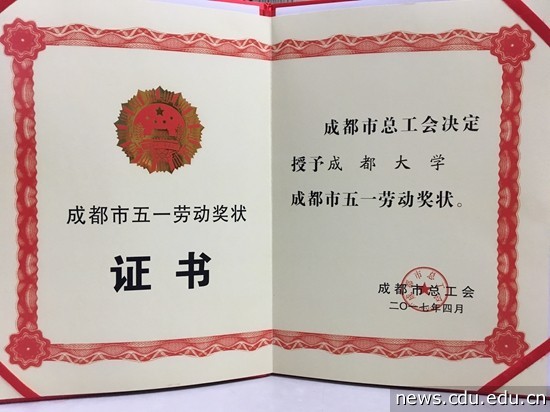 成都市五一劳动奖状
证书
成都市总工会决定
授予成都大学
成都市五一劳动奖状。
成都市总工会
二〇一七年四月
news.cdu.edu.cn